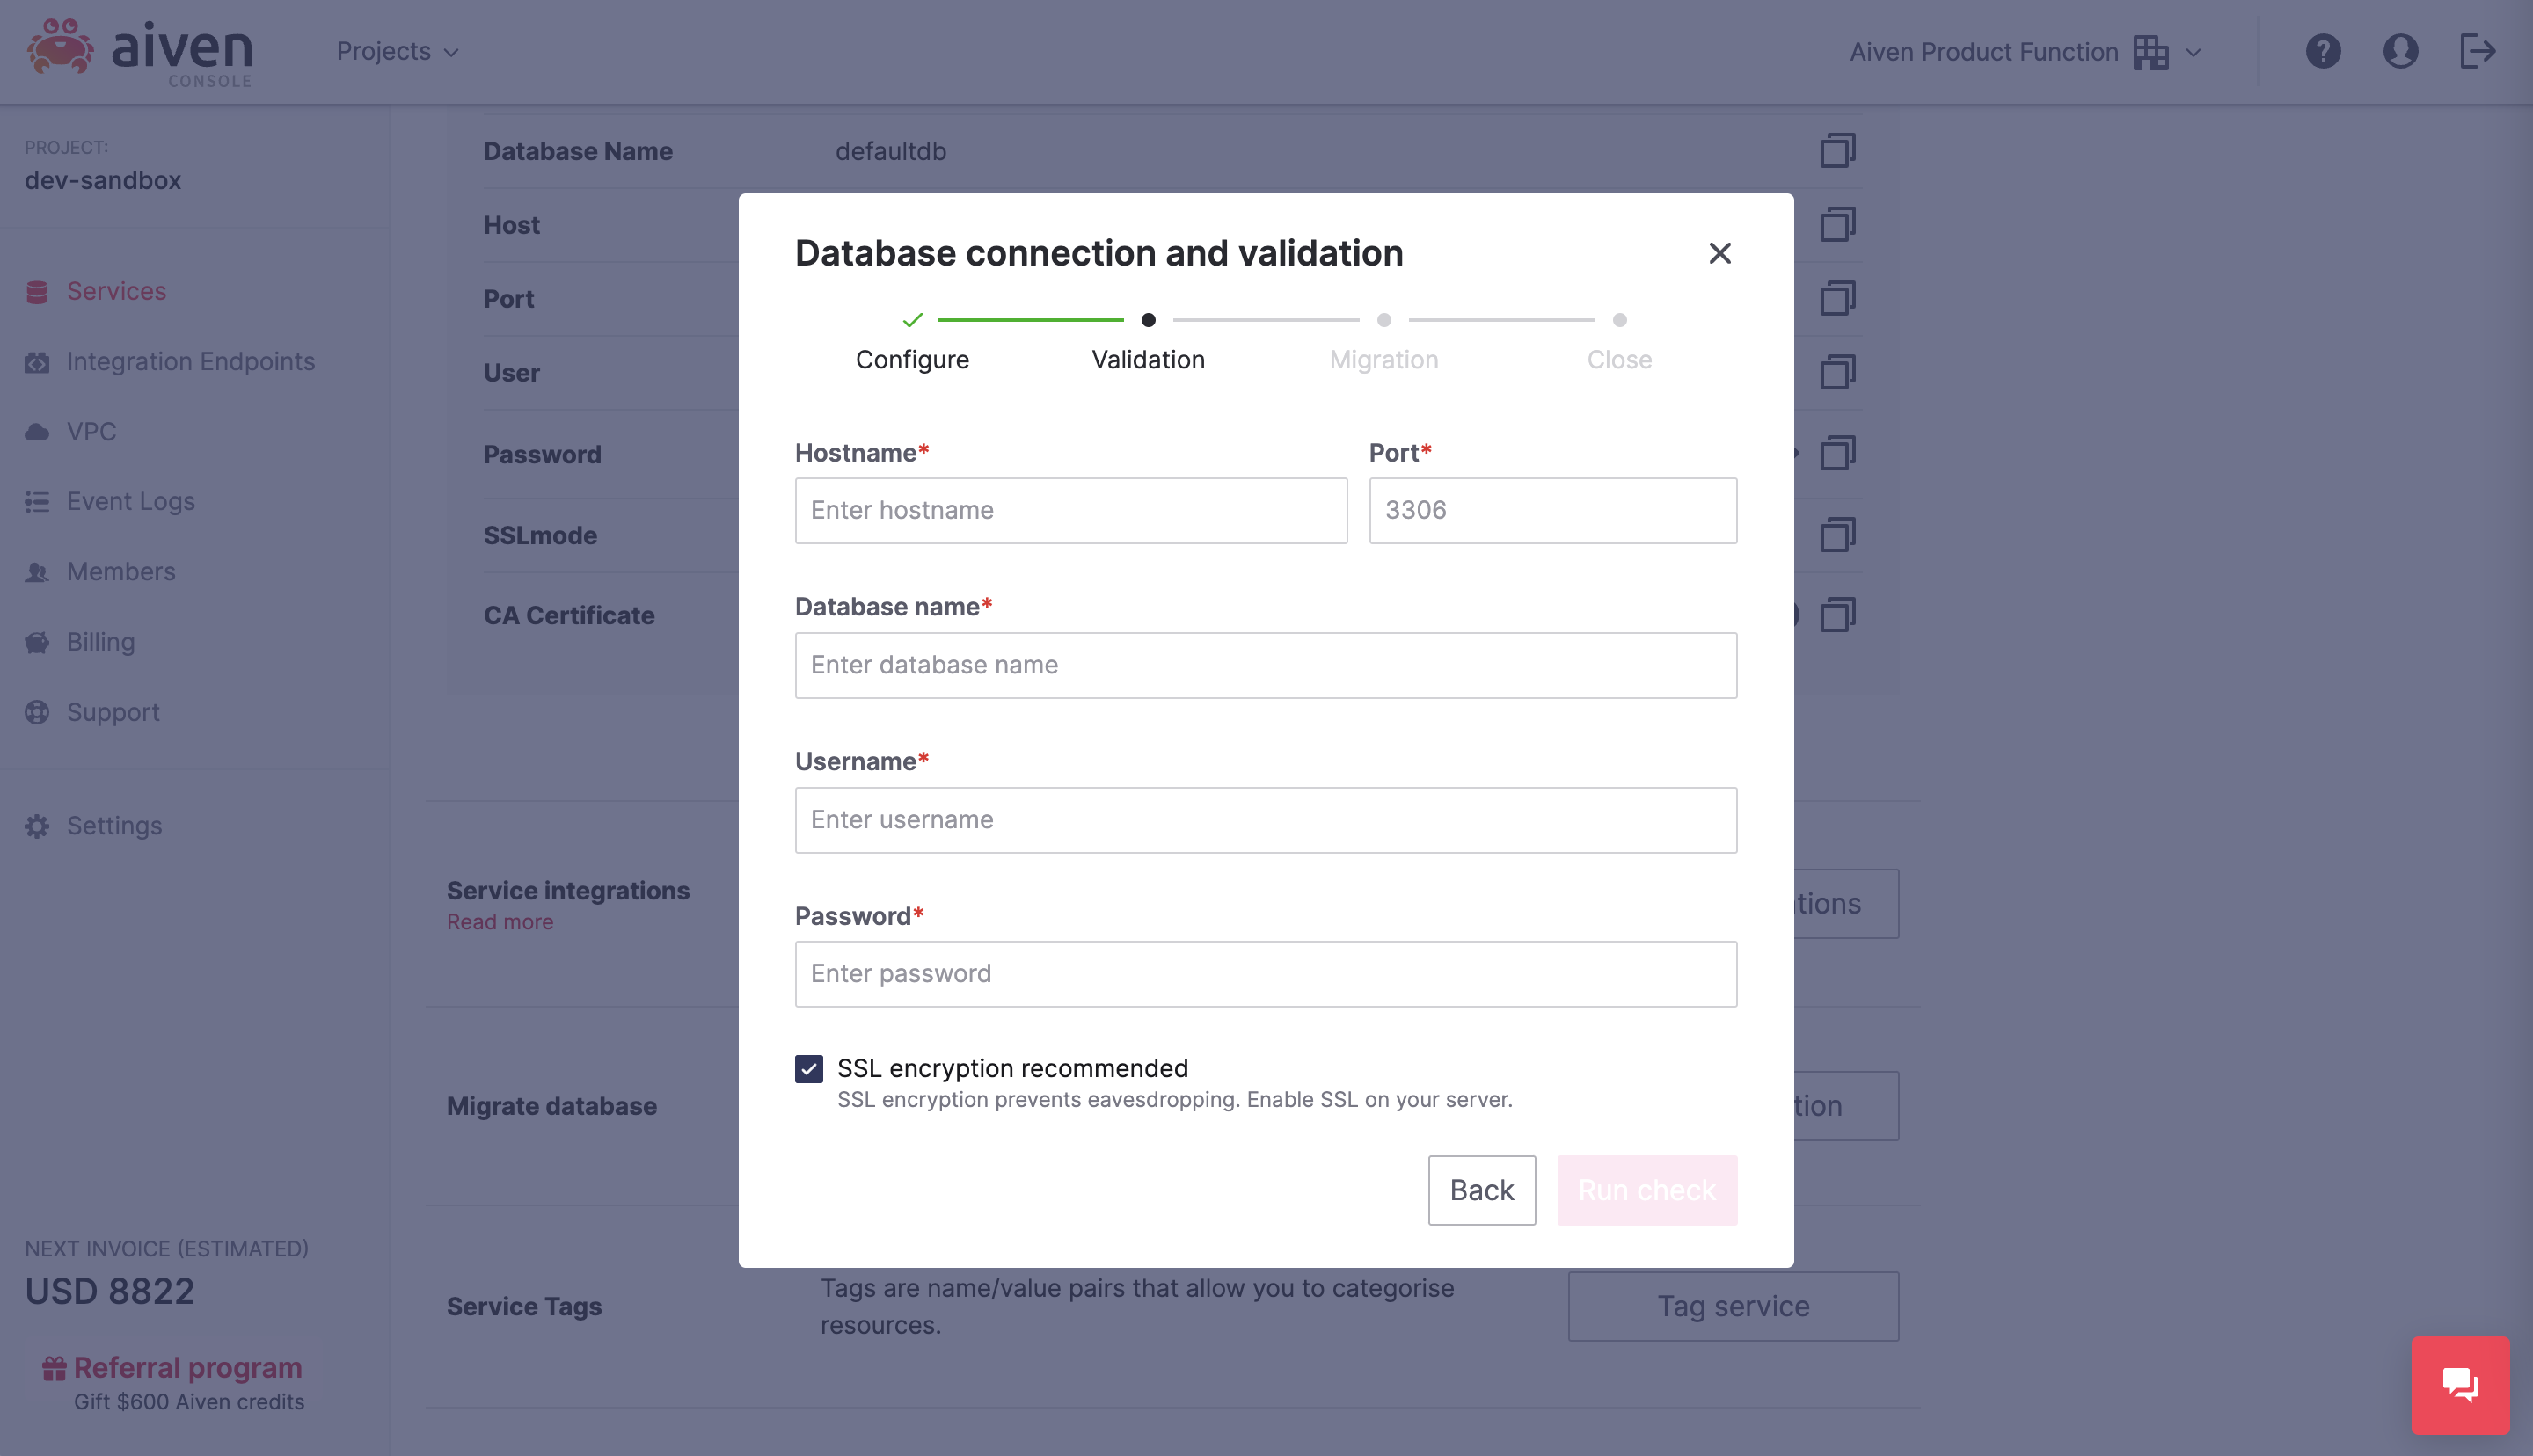 aiven
CONSOLE
Projects
Aiven Product Function
PROJECT:
dev-sandbox
Services
Integration Endpoints
VPC
Event Logs
Members
Billing
Support
Settings
NEXT INVOICE (ESTIMATED)
USD 8822
Referral program
Gift $600 Aiven credits
Database Name
defaultdb
Host
Port
User
Password
SSLmode
CA Certificate
Service integrations
Read more
Migrate database
Service Tags
Tags are name/value pairs that allow you to categorise
resources.
Tag service
Database connection and validation
Configure
Validation
Migration
Close
Hostname*
Port*
Enter hostname
3306
Database name*
Enter database name
Username*
Enter username
Password*
Enter password
SSL encryption recommended
SSL encryption prevents eavesdropping. Enable SSL on your server.
Back
Run check